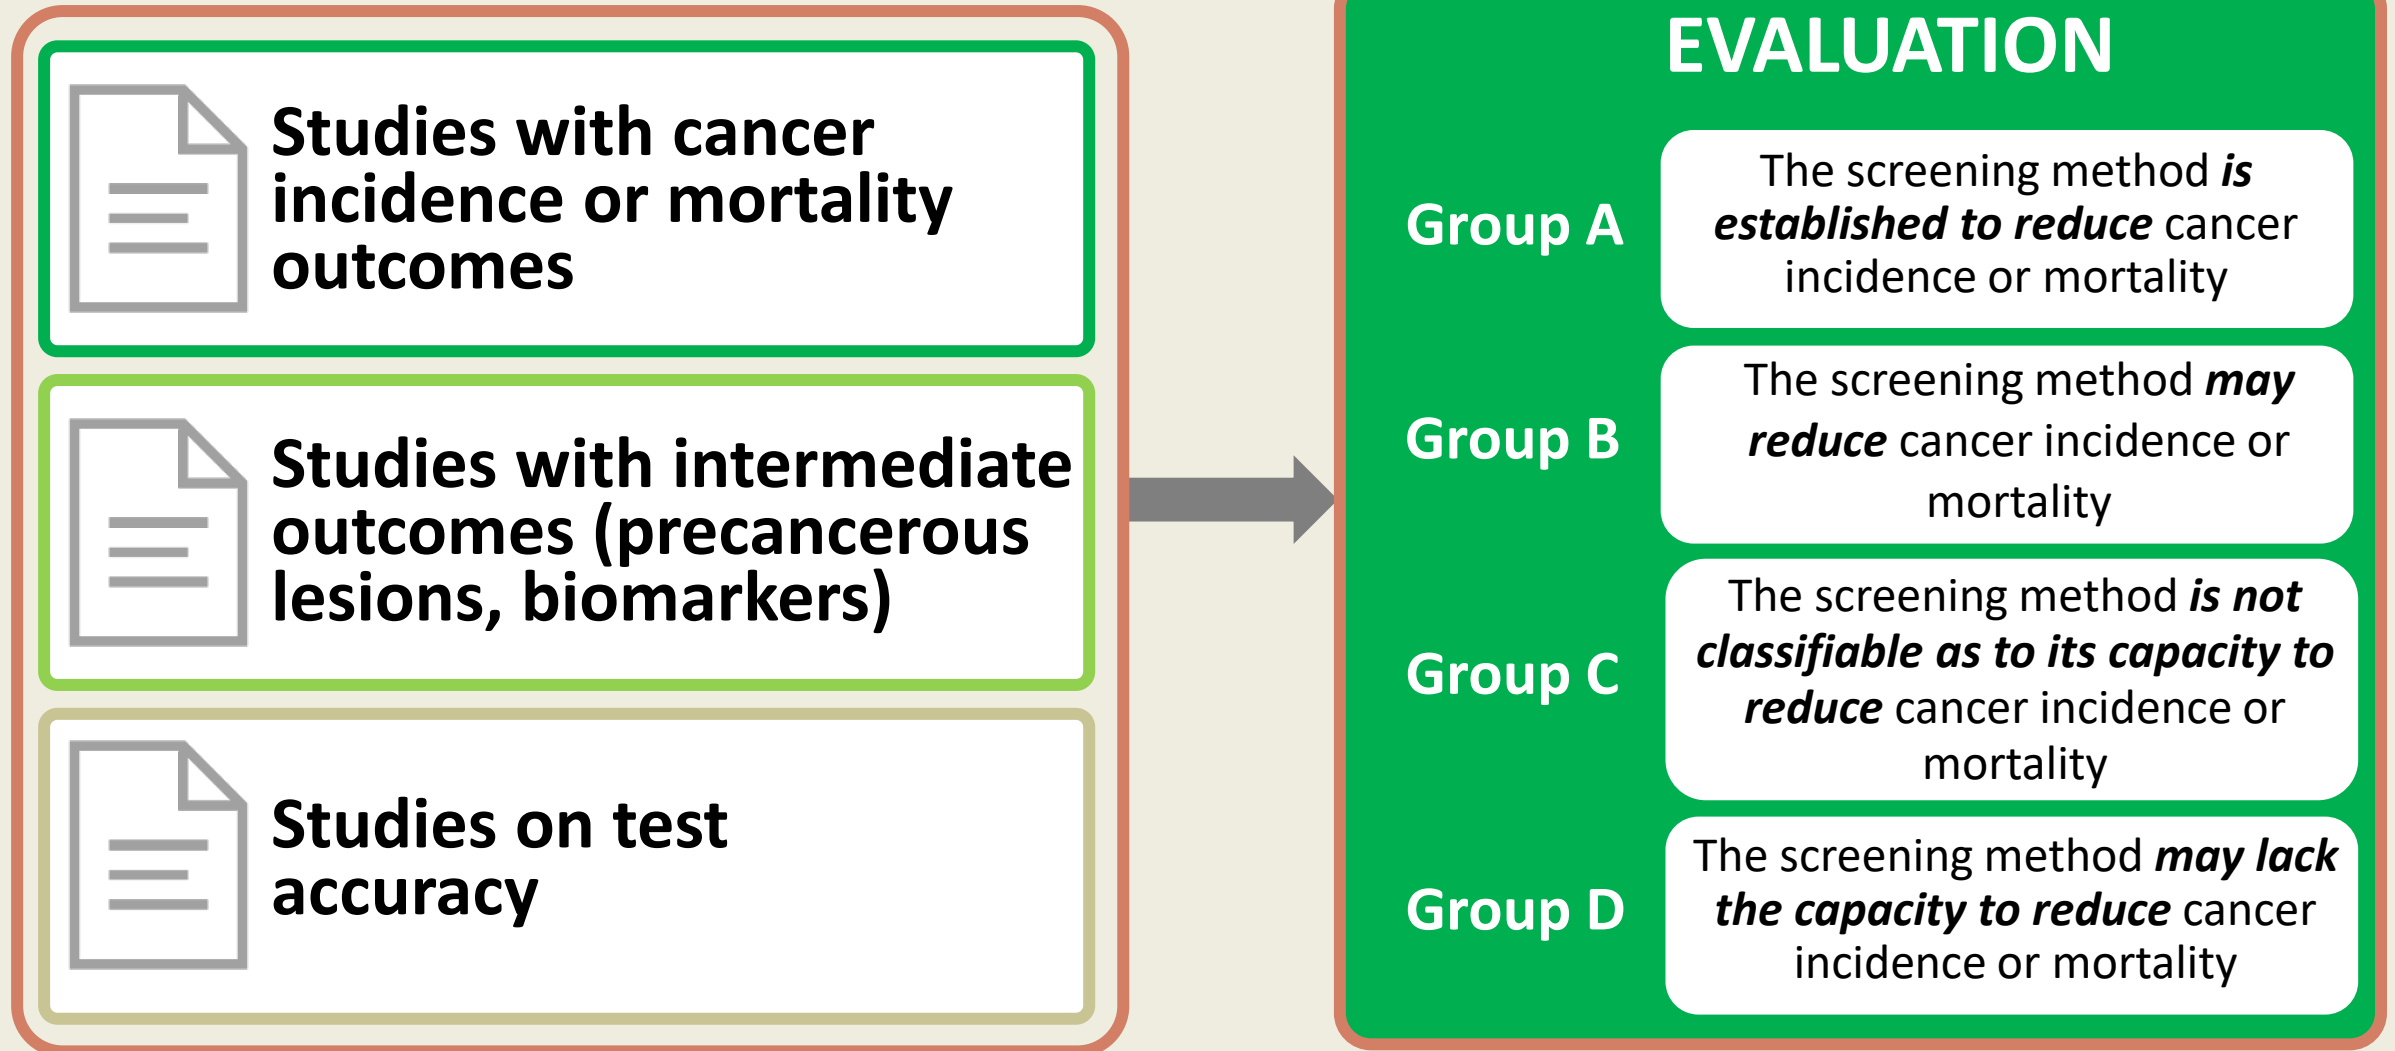 Studies with cancer
incidence or mortality
outcomes
Studies with intermediate
outcomes (precancerous
lesions, biomarkers)
Studies on test
accuracy
EVALUATION
Group A
The screening method is
established to reduce cancer
incidence or mortality
Group B
The screening method may
reduce cancer incidence or
mortality
Group C
The screening method is not
classifiable as to its capacity to
reduce cancer incidence or
mortality
Group D
The screening method may lack
the capacity to reduce cancer
incidence or mortality